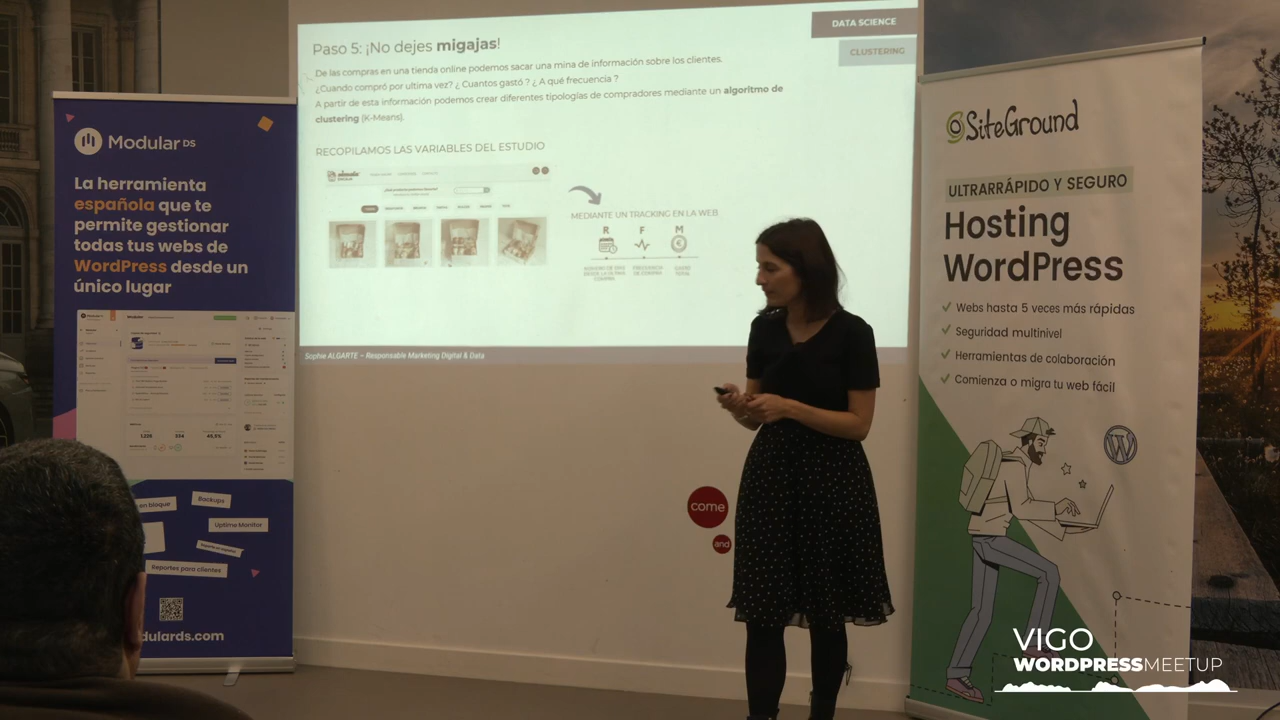 Paso 5: ¡No dejes migajas!
De las compras en una tienda online podemos sacar una mina de información sobre los clientes.
¿Cuando compró por ultima vez? ¿ Cuantos gastó ? ¿ A qué frecuencia ?
A partir de esta información podemos crear diferentes tipologías de compradores mediante un algoritmo de
clustering (K-Means).
RECOPILAMOS LAS VARIABLES DEL ESTUDIO
MEDIANTE UN TRACKING EN LA WEB
R F M
DATA SCIENCE
CLUSTERING
Sophie ALGARTE – Responsable Marketing Digital & Data
Modular DS
La herramienta
española que te
permite gestionar
todas tus webs de
WordPress desde un
único lugar
en bloque
Backups
Uptime Monitor
Reportes para clientes
dulards.com
come
and
SiteGround
ULTRARRÁPIDO Y SEGURO
Hosting
WordPress
Webs hasta 5 veces más rápidas
Seguridad multinivel
Herramientas de colaboración
Comienza o migra tu web fácil
VIGO
WORDPRESSMEETUP